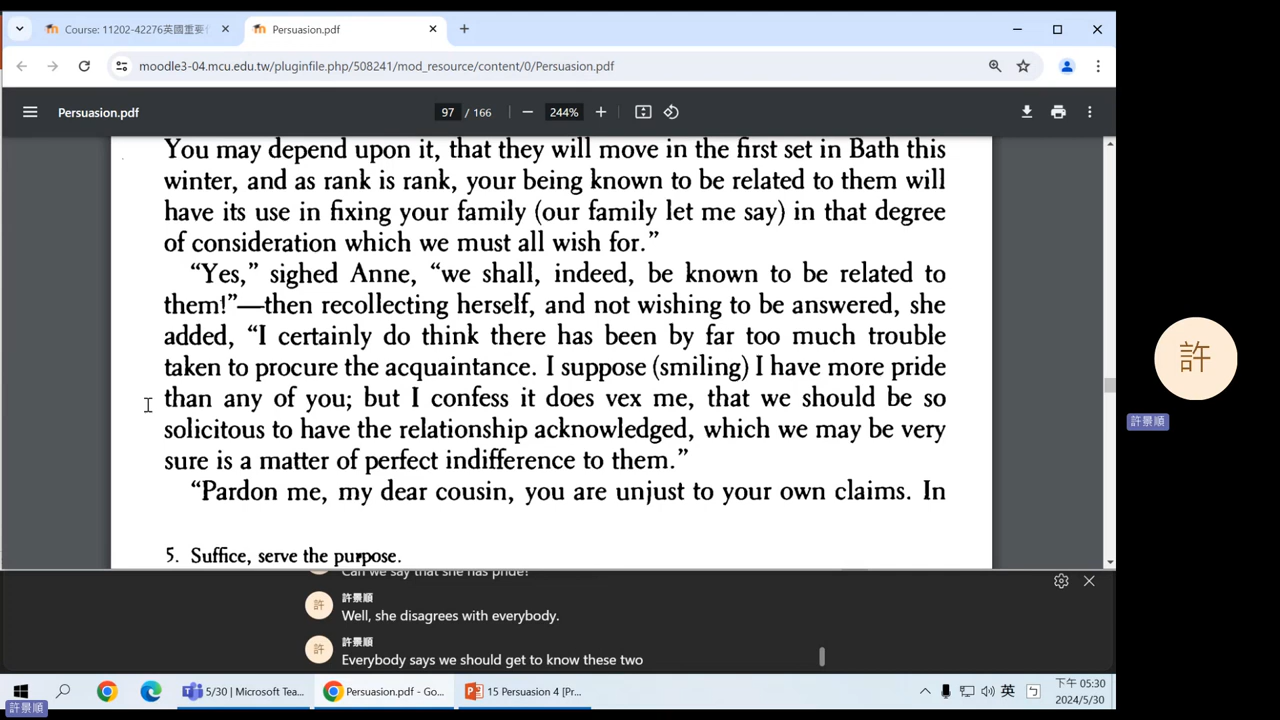 Course: 11202-42276英國重要
Persuasion.pdf
moodle3-04.mcu.edu.tw/pluginfile.php/508241/mod_resource/content/0/Persuasion.pdf
Persuasion.pdf
97 / 166
244%
You may depend upon it, that they will move in the first set in Bath this
winter, and as rank is rank, your being known to be related to them will
have its use in fixing your family (our family let me say) in that degree
of consideration which we must all wish for.”
“Yes,” sighed Anne, “we shall, indeed, be known to be related to
them!”—then recollecting herself, and not wishing to be answered, she
added, “I certainly do think there has been by far too much trouble
taken to procure the acquaintance. I suppose (smiling) I have more pride
than any of you; but I confess it does vex me, that we should be so
solicitous to have the relationship acknowledged, which we may be very
sure is a matter of perfect indifference to them.”
“Pardon me, my dear cousin, you are unjust to your own claims. In
5. Suffice, serve the purpose.
許
許景順
Can we say that she has pride?
許
許景順
Well, she disagrees with everybody.
許
許景順
Everybody says we should get to know these two
5/30 | Microsoft Tea...
Persuasion.pdf - Go...
15 Persuasion 4 [Pr...
英
ㄅ
下午 05:30
2024/5/30
許景順